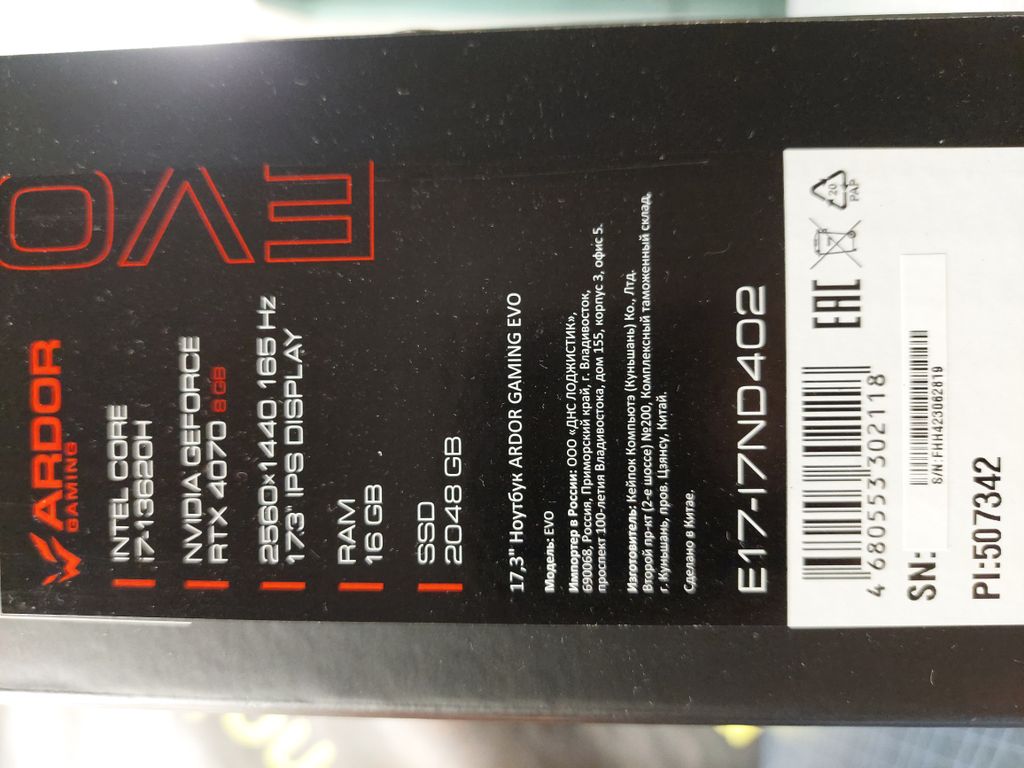 ARDOR
GAMING
EVO
INTEL CORE
I7-13620H
NVIDIA GEFORCE
RTX 4070 8 GB
2560x1440 165 Hz
17.3" IPS DISPLAY
RAM
16 GB
SSD
2048 GB
17,3" Ноутбук ARDOR GAMING EVO
Модель: EVO
Импортер в России: ООО «ДНС ЛОДЖИСТИК»,
690068, Россия, Приморский край, г. Владивосток,
проспект 100-летия Владивостока, дом 155, корпус 3, офис 5.
Изготовитель: Кейпок Компьютэ (Куньшань) Ко., Лтд.
Второй пр-кт (2-е шоссе) №200, Комплексный таможенный склад,
г. Куньшань, пров. Цзянсу, Китай.
Сделано в Китае.
E17-I7ND402
4 680555 302118
EAC
20
PAP
SN:
S/N:FHH423062819
PI:507342